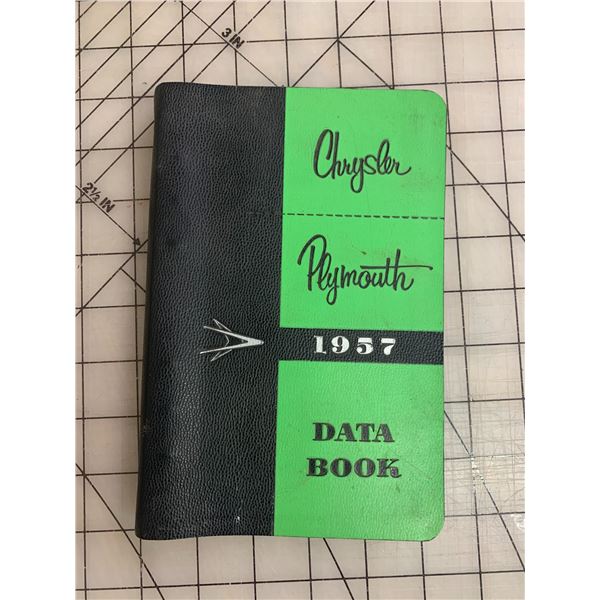 3 IN
2½ IN
Chrysler
Plymouth
1957
DATA
BOOK